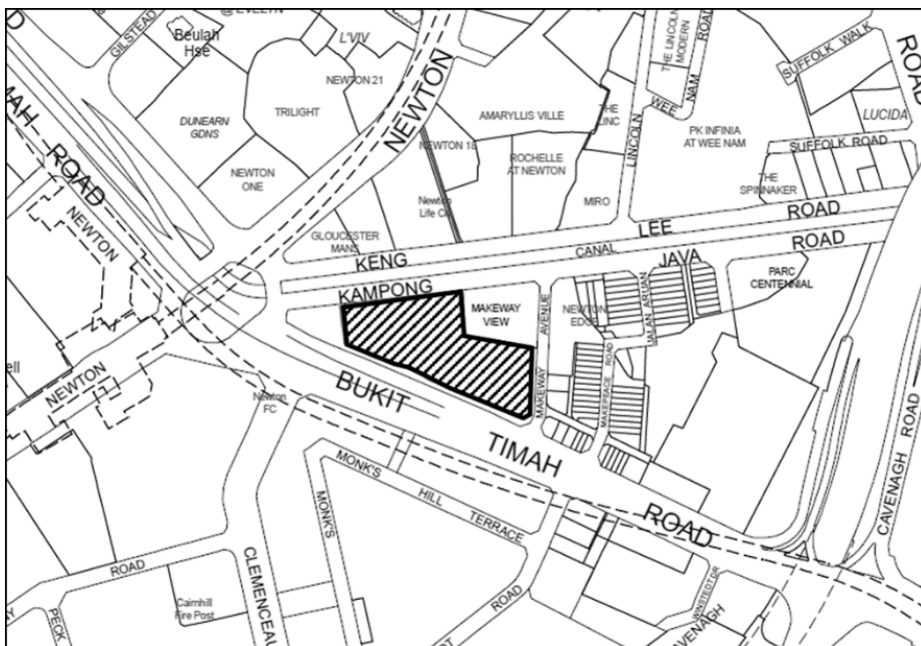 GILSTEAD
Beulah
Hse
L'VIV
NEWTON 21
TRILIGHT
DUNEARN
GDNS
NEWTON
ONE
NEWTON
ROAD
NEWTON
AMARYLLIS VILLE
NEWTON 18
ROCHELLE
AT NEWTON
Newton
GLOUCESTER
MANS
THE
LINC
THE LINCOLN
MODERN
ROAD
WEE
NAM
LINCOLN
MIRO
PK INFINIA
AT WEE NAM
SUFFOLK WALK
ROAD
LUCIDA
SUFFOLK ROAD
THE
SPINNAKER
KENG
LEE
ROAD
CANAL
KAMPONG
JAVA
ROAD
MAKEWAY
VIEW
MAKEWAY
AVENUE
NEWTON
EDGE
JALAN ARUAN
MAKEPEACE ROAD
PARC
CENTENNIAL
NEWTON
Newton
FC
BUKIT
TIMAH
ROAD
MONK'S
HILL
TERRACE
MONK'S
ROAD
CLEMENCEAU
Cairnhill
Fire Post
PECK
ROAD
WINSTEDT DR
CAVENAGH
CAVENAGH
ROAD